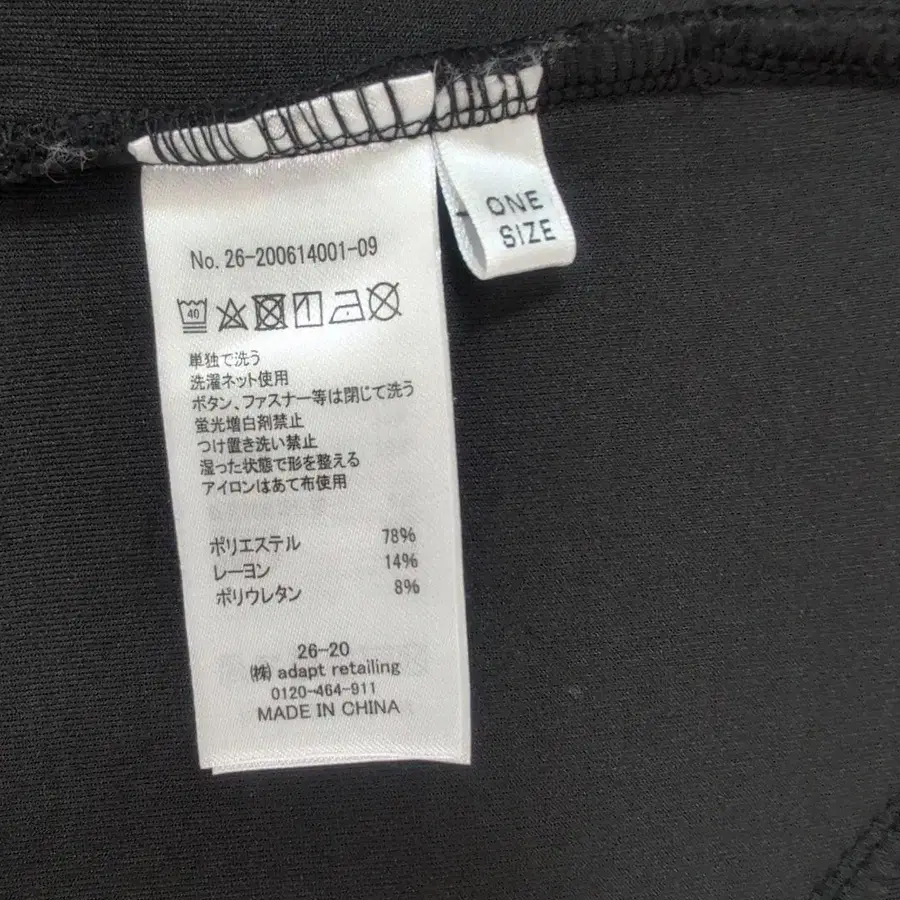 ONE
SIZE
No. 26-200614001-09
40
単独で洗う
洗濯ネット使用
ボタン、ファスナー等は閉じて洗う
蛍光増白剤禁止
つけ置き洗い禁止
湿った状態で形を整える
アイロンはあて布使用
ポリエステル 78%
レーヨン 14%
ポリウレタン 8%
26-20
㈱ adapt retailing
0120-464-911
MADE IN CHINA